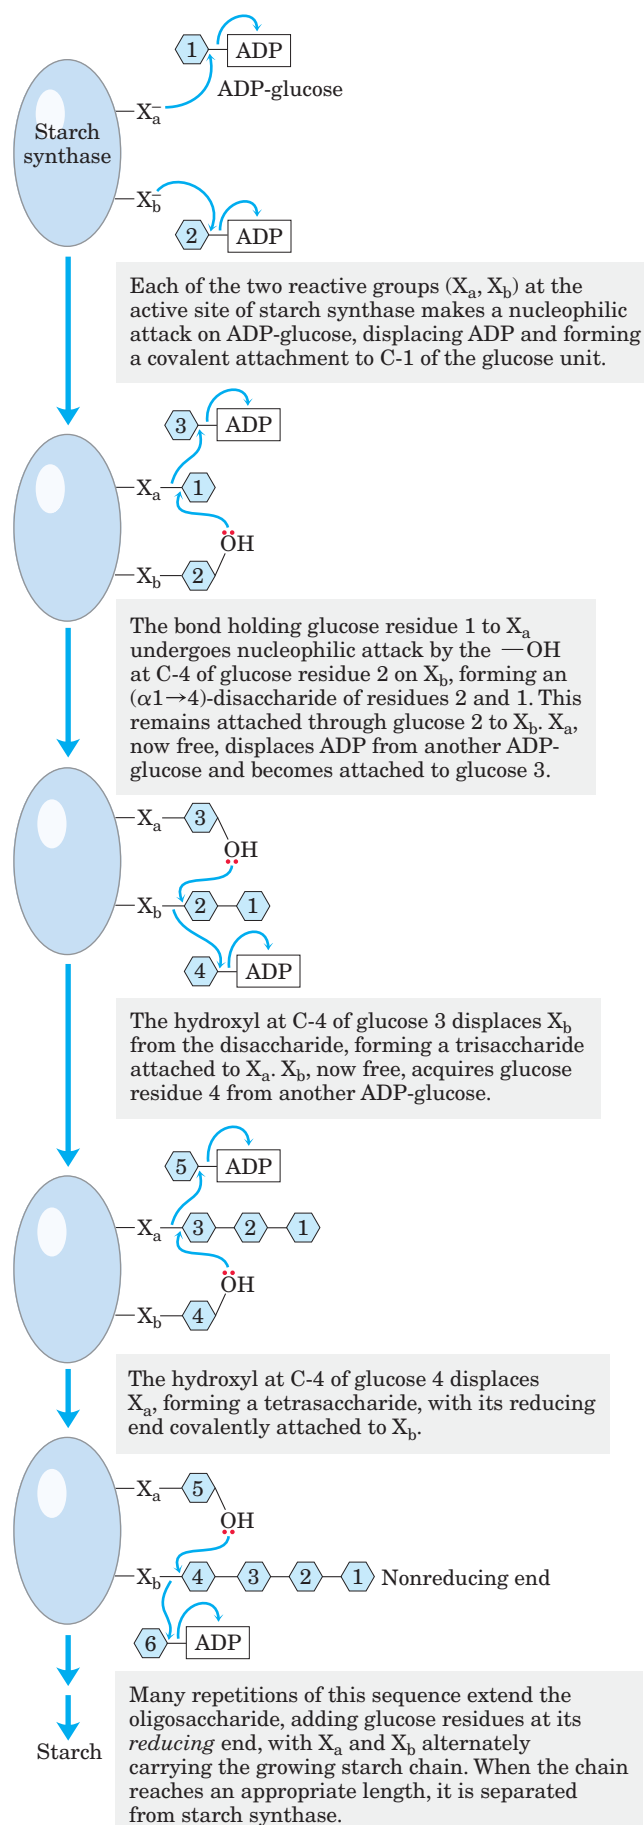 1 ADP
ADP-glucose
Xa−
Starch
synthase
Xb−
2 ADP
Each of the two reactive groups (Xa, Xb) at the
active site of starch synthase makes a nucleophilic
attack on ADP-glucose, displacing ADP and forming
a covalent attachment to C-1 of the glucose unit.
3 ADP
Xa 1
OH
Xb 2
The bond holding glucose residue 1 to Xa
undergoes nucleophilic attack by the —OH
at C-4 of glucose residue 2 on Xb, forming an
(α1→4)-disaccharide of residues 2 and 1. This
remains attached through glucose 2 to Xb. Xa,
now free, displaces ADP from another ADP-
glucose and becomes attached to glucose 3.
Xa 3
OH
Xb 2 1
4 ADP
The hydroxyl at C-4 of glucose 3 displaces Xb
from the disaccharide, forming a trisaccharide
attached to Xa. Xb, now free, acquires glucose
residue 4 from another ADP-glucose.
5 ADP
Xa 3 2 1
OH
Xb 4
The hydroxyl at C-4 of glucose 4 displaces
Xa, forming a tetrasaccharide, with its reducing
end covalently attached to Xb.
Xa 5
OH
Xb 4 3 2 1 Nonreducing end
6 ADP
Many repetitions of this sequence extend the
oligosaccharide, adding glucose residues at its
reducing end, with Xa and Xb alternately
carrying the growing starch chain. When the chain
reaches an appropriate length, it is separated
from starch synthase.
Starch